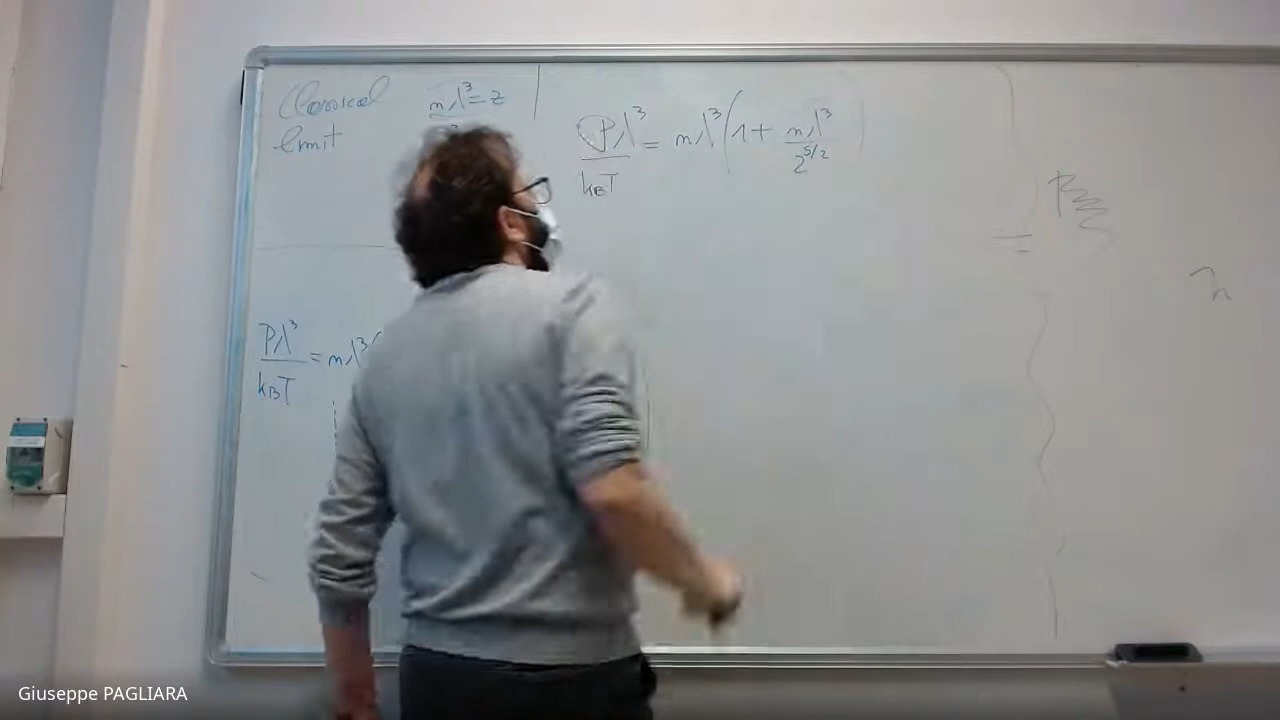 Classical nλ³ = z
limit
Pλ³/k_BT = nλ³(1 + nλ³/2^{5/2}
Pλ³/k_BT = nλ³(
=
Giuseppe PAGLIARA